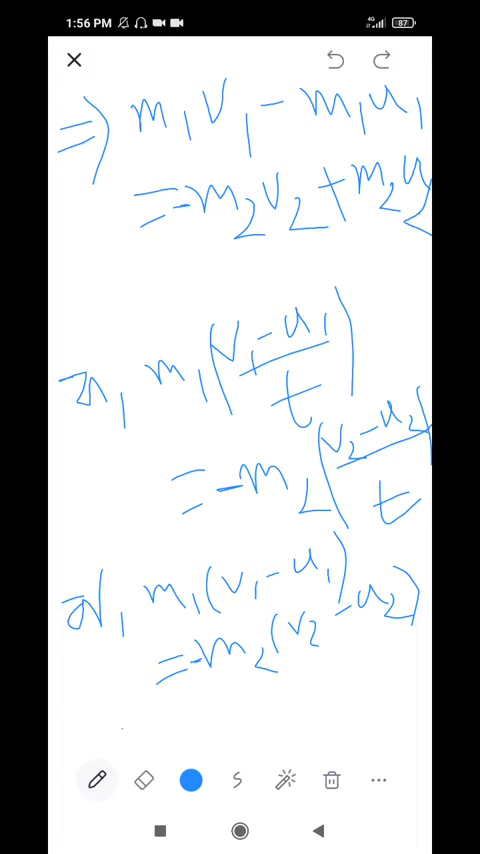 1:56 PM
4G
87
⇒ m₁v₁ - m₁u₁
= -m₂v₂ + m₂u₂
বা, m₁(v₁ - u₁ / t)
= -m₂(v₂ - u₂ / t)
বা, m₁(v₁ - u₁)
= -m₂(v₂ - u₂)